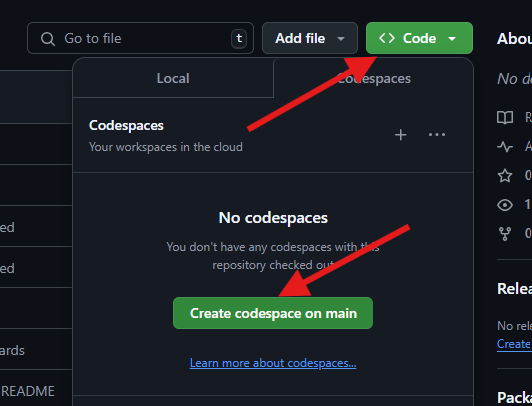 Go to file
t
Add file
Code
Abou
Local
Codespaces
No de
Codespaces
Your workspaces in the cloud
R
A
0
1
0
No codespaces
You don't have any codespaces with this
repository checked out
ed
ed
Create codespace on main
Relea
No rele
Create
ards
Learn more about codespaces...
README
Packa